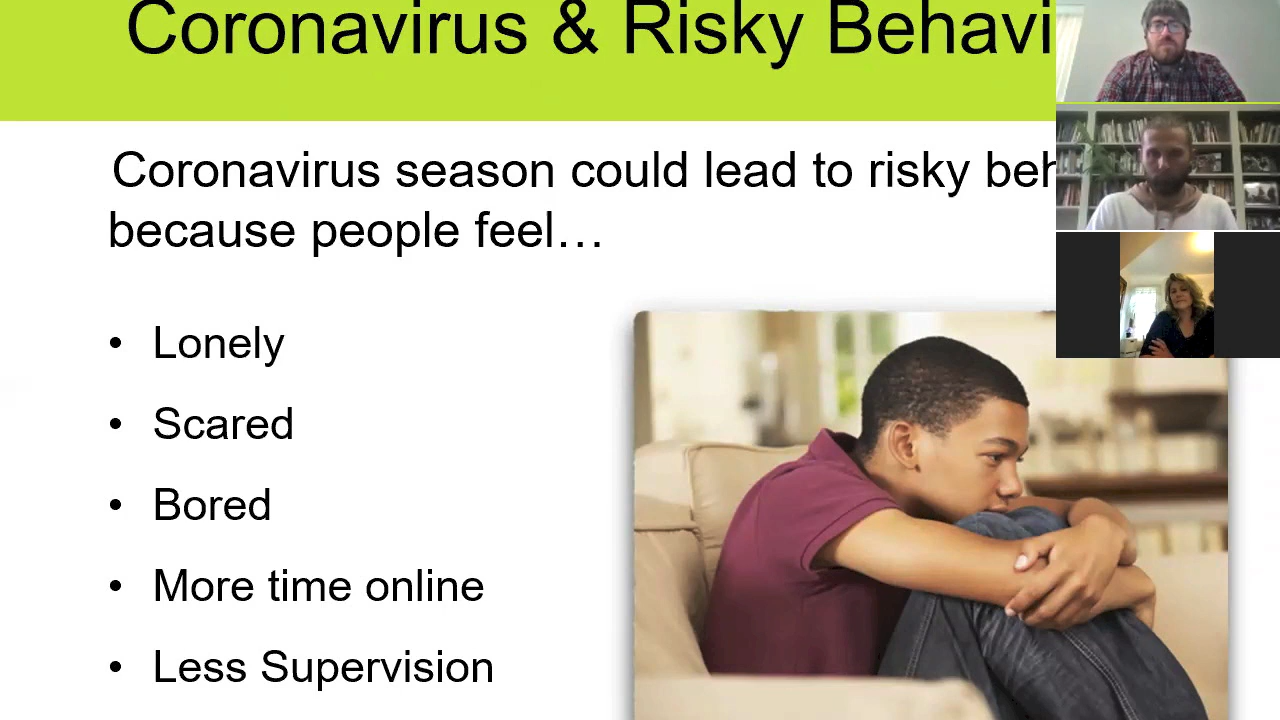 Coronavirus & Risky Behavi
Coronavirus season could lead to risky beh
because people feel…
• Lonely
• Scared
• Bored
• More time online
• Less Supervision